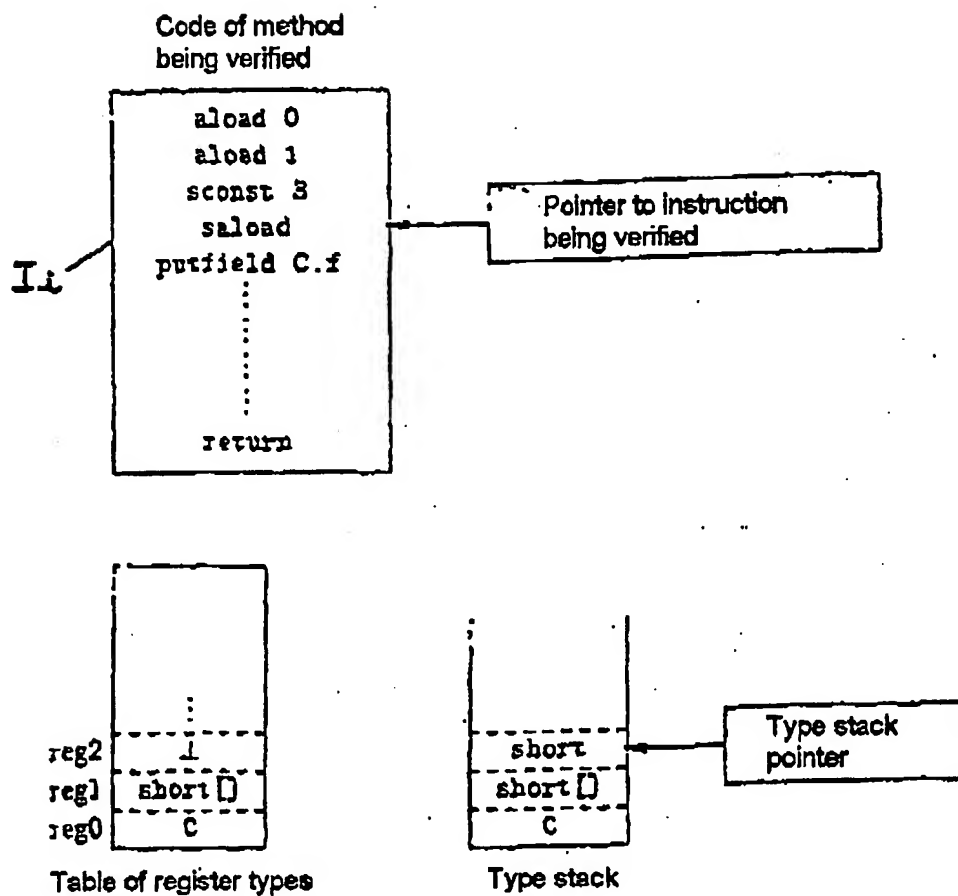 Code of method
being verified
aload 0
aload 1
sconst 3
saload
putfield C.f
return
Ii
Pointer to instruction
being verified
reg2
⊥
reg1
short[]
reg0
C
Table of register types
short
short[]
C
Type stack
Type stack
pointer